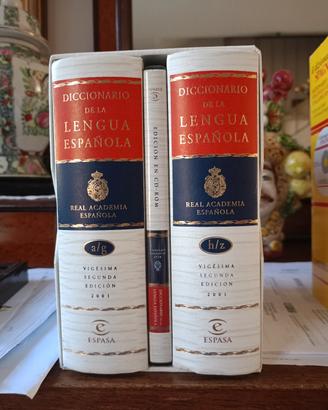 DICCIONARIO
DE LA
LENGUA
ESPAÑOLA
REAL ACADEMIA
ESPAÑOLA
a/g
VIGÉSIMA
SEGUNDA
EDICIÓN
2001
e
ESPASA
EDICIÓN EN CD-ROM
DICCIONARIO
DE LA
LENGUA
ESPAÑOLA
REAL ACADEMIA
ESPAÑOLA
h/z
VIGÉSIMA
SEGUNDA
EDICIÓN
2001
e
ESPASA